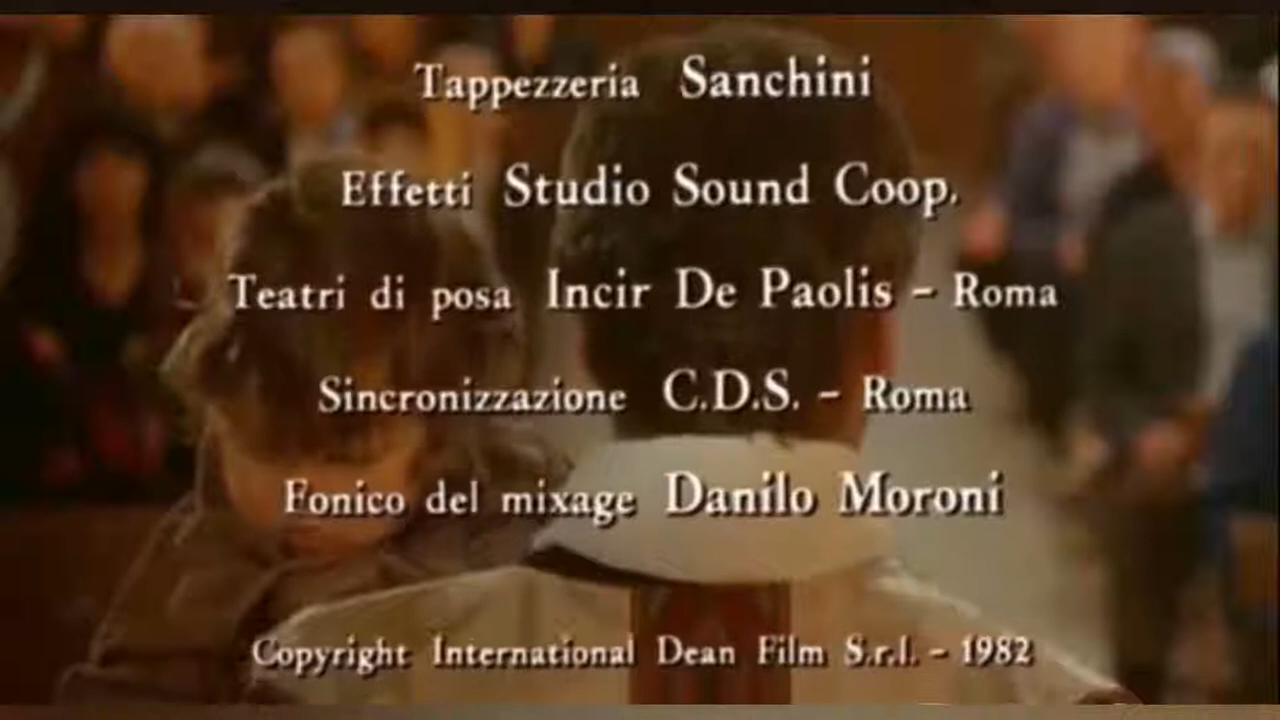 Tappezzeria Sanchini
Effetti Studio Sound Coop.
Teatri di posa Incir De Paolis - Roma
Sincronizzazione C.D.S. - Roma
Fonico del mixage Danilo Moroni
Copyright International Dean Film S.r.l. - 1982